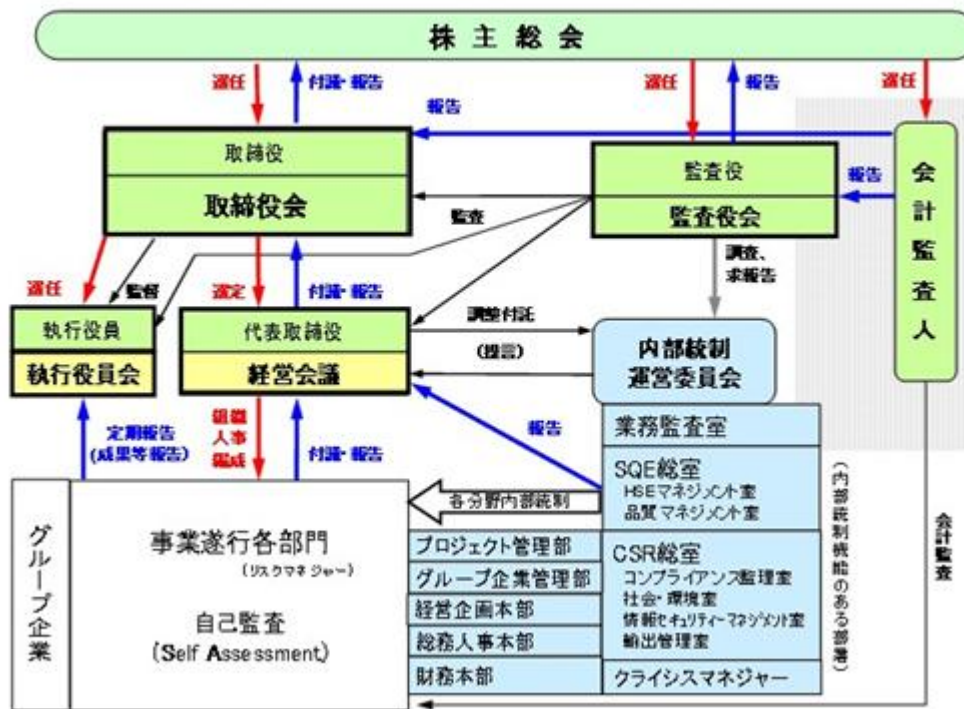 株主総会
選任
付議・報告
選任
報告
選任
報告
取締役
取締役会
監査役
監査役会
報告
会計監査人
監査
調査、
求報告
選任
監督
選定
付議・報告
執行役員
執行役員会
代表取締役
経営会議
調整付託
(提言)
内部統制
運営委員会
定期報告
(成果等報告)
組織
人事
編成
付議・報告
報告
業務監査室
SQE総室
HSEマネジメント室
品質マネジメント室
各分野内部統制
(内部統制機能のある部署)
会計監査
グループ企業
事業遂行各部門
(リスクマネジャー)
自己監査
(Self Assessment)
プロジェクト管理部
グループ企業管理部
経営企画本部
総務人事本部
財務本部
CSR総室
コンプライアンス監理室
社会・環境室
情報セキュリティーマネジメント室
輸出管理室
クライシスマネジャー